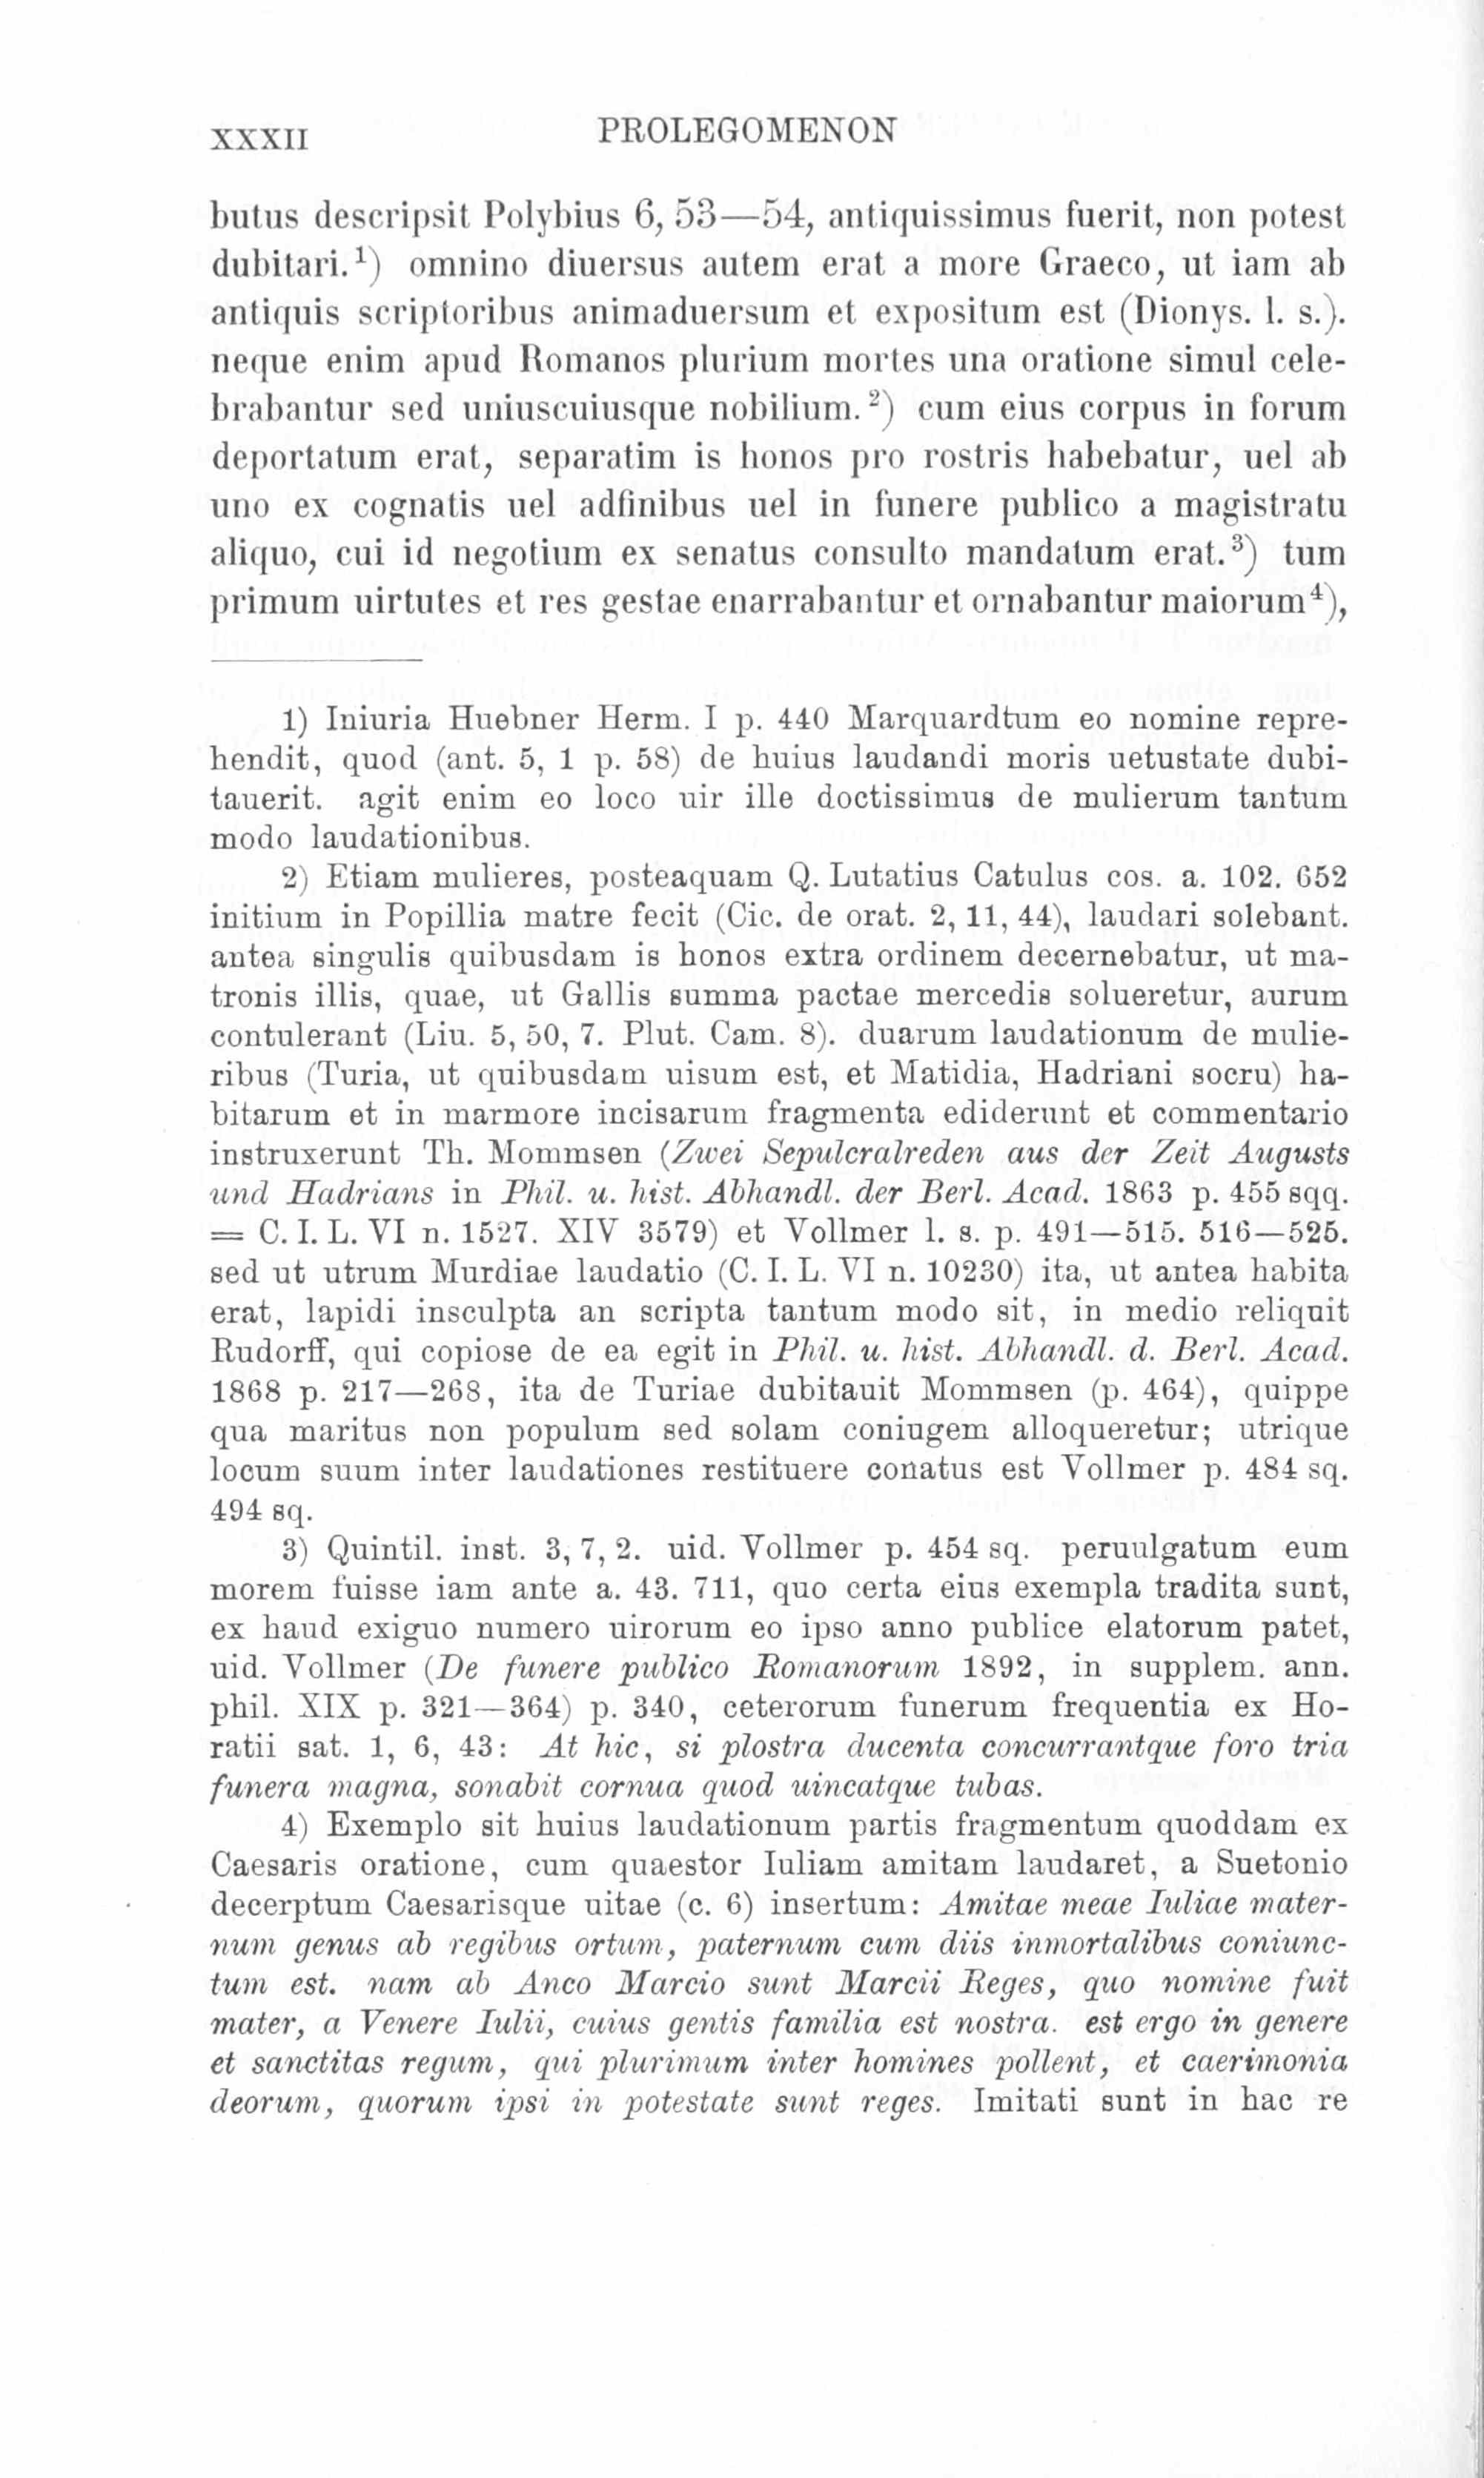 XXXII PROLEGOMENON
butus descripsit Polybius 6, 53—54, antiquissimus fuerit, non potest
dubitari.¹) omnino diuersus autem erat a more Graeco, ut iam ab
antiquis scriptoribus animaduersum et expositum est (Dionys. l. s.).
neque enim apud Romanos plurium mortes una oratione simul cele-
brabantur sed uniuscuiusque nobilium.²) cum eius corpus in forum
deportatum erat, separatim is honos pro rostris habebatur, uel ab
uno ex cognatis uel adfinibus uel in funere publico a magistratu
aliquo, cui id negotium ex senatus consulto mandatum erat.³) tum
primum uirtutes et res gestae enarrabantur et ornabantur maiorum⁴),
1) Iniuria Huebner Herm. I p. 440 Marquardtum eo nomine repre-
hendit, quod (ant. 5, 1 p. 58) de huius laudandi moris uetustate dubi-
tauerit. agit enim eo loco uir ille doctissimus de mulierum tantum
modo laudationibus.
2) Etiam mulieres, posteaquam Q. Lutatius Catulus cos. a. 102. 652
initium in Popillia matre fecit (Cic. de orat. 2, 11, 44), laudari solebant.
antea singulis quibusdam is honos extra ordinem decernebatur, ut ma-
tronis illis, quae, ut Gallis summa pactae mercedis solueretur, aurum
contulerant (Liu. 5, 50, 7. Plut. Cam. 8). duarum laudationum de mulie-
ribus (Turia, ut quibusdam uisum est, et Matidia, Hadriani socru) ha-
bitarum et in marmore incisarum fragmenta ediderunt et commentario
instruxerunt Th. Mommsen (Zwei Sepulcralreden aus der Zeit Augusts
und Hadrians in Phil. u. hist. Abhandl. der Berl. Acad. 1863 p. 455 sqq.
= C. I. L. VI n. 1527. XIV 3579) et Vollmer l. s. p. 491—515. 516—525.
sed ut utrum Murdiae laudatio (C. I. L. VI n. 10230) ita, ut antea habita
erat, lapidi insculpta an scripta tantum modo sit, in medio reliquit
Rudorff, qui copiose de ea egit in Phil. u. hist. Abhandl. d. Berl. Acad.
1868 p. 217—268, ita de Turiae dubitauit Mommsen (p. 464), quippe
qua maritus non populum sed solam coniugem alloqueretur; utrique
locum suum inter laudationes restituere conatus est Vollmer p. 484 sq.
494 sq.
3) Quintil. inst. 3, 7, 2. uid. Vollmer p. 454 sq. peruulgatum eum
morem fuisse iam ante a. 43. 711, quo certa eius exempla tradita sunt,
ex haud exiguo numero uirorum eo ipso anno publice elatorum patet,
uid. Vollmer (De funere publico Romanorum 1892, in supplem. ann.
phil. XIX p. 321—364) p. 340, ceterorum funerum frequentia ex Ho-
ratii sat. 1, 6, 43: At hic, si plostra ducenta concurrantque foro tria
funera magna, sonabit cornua quod uincatque tubas.
4) Exemplo sit huius laudationum partis fragmentum quoddam ex
Caesaris oratione, cum quaestor Iuliam amitam laudaret, a Suetonio
decerptum Caesarisque uitae (c. 6) insertum: Amitae meae Iuliae mater-
num genus ab regibus ortum, paternum cum diis inmortalibus coniunc-
tum est. nam ab Anco Marcio sunt Marcii Reges, quo nomine fuit
mater, a Venere Iulii, cuius gentis familia est nostra. est ergo in genere
et sanctitas regum, qui plurimum inter homines pollent, et caerimonia
deorum, quorum ipsi in potestate sunt reges. Imitati sunt in hac re